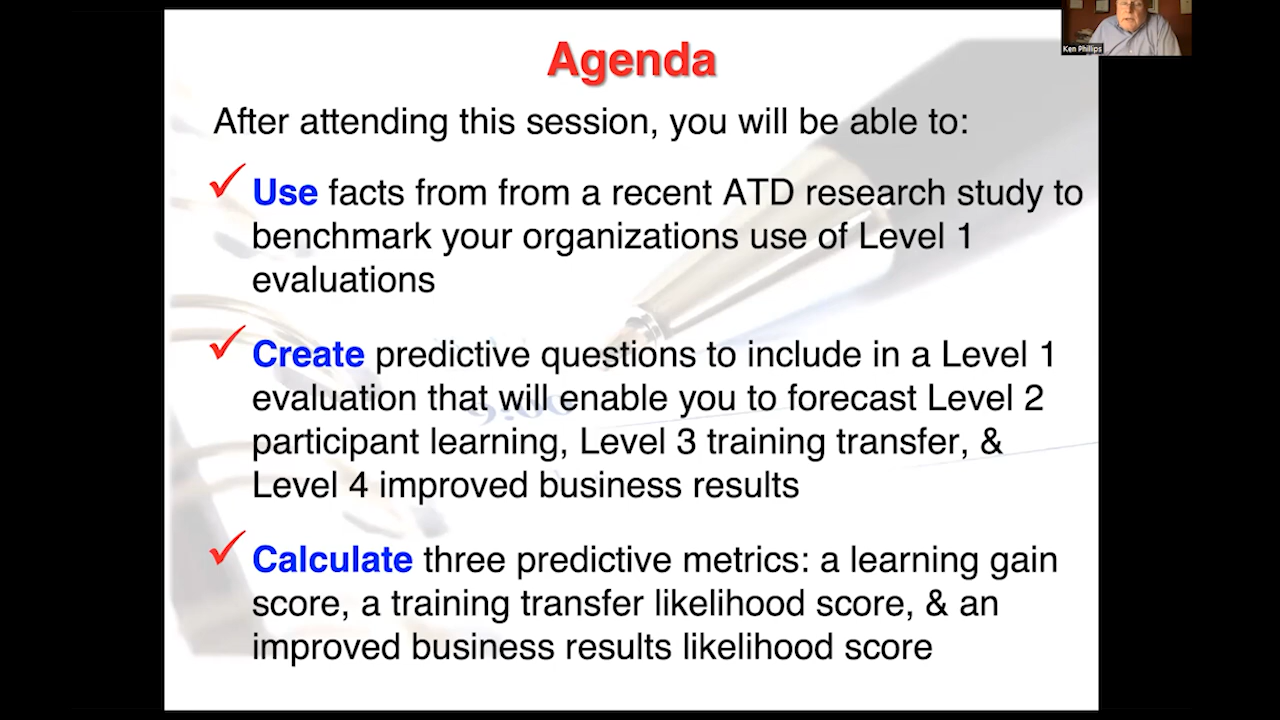 Agenda
Ken Phillips
After attending this session, you will be able to:
Use facts from from a recent ATD research study to
benchmark your organizations use of Level 1
evaluations
Create predictive questions to include in a Level 1
evaluation that will enable you to forecast Level 2
participant learning, Level 3 training transfer, &
Level 4 improved business results
Calculate three predictive metrics: a learning gain
score, a training transfer likelihood score, & an
improved business results likelihood score